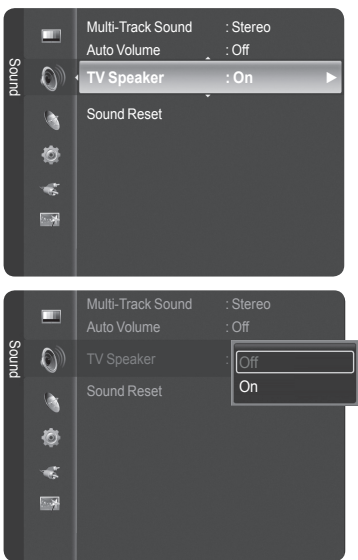 Sound
Multi-Track Sound : Stereo
Auto Volume : Off
TV Speaker : On ►
Sound Reset
Sound
Multi-Track Sound : Stereo
Auto Volume : Off
TV Speaker :
Off
On
Sound Reset